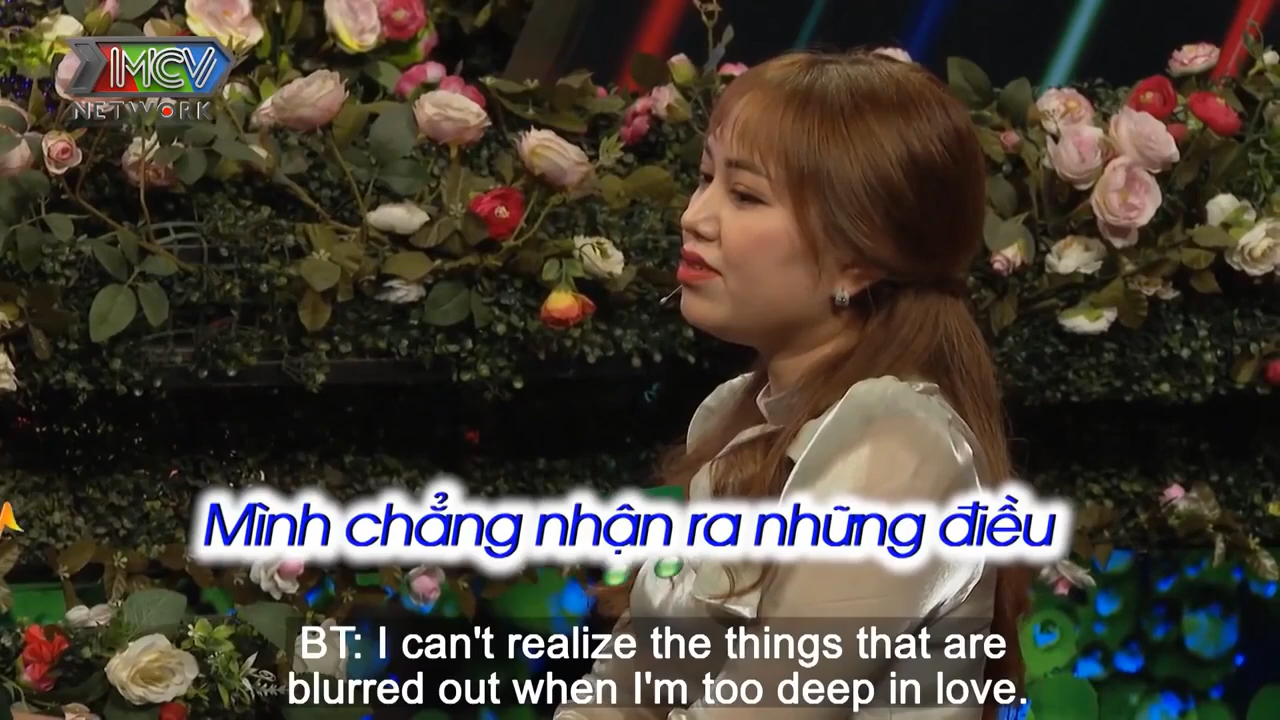 MCV
NETWORK
Mình chẳng nhận ra những điều
BT: I can't realize the things that are
blurred out when I'm too deep in love.